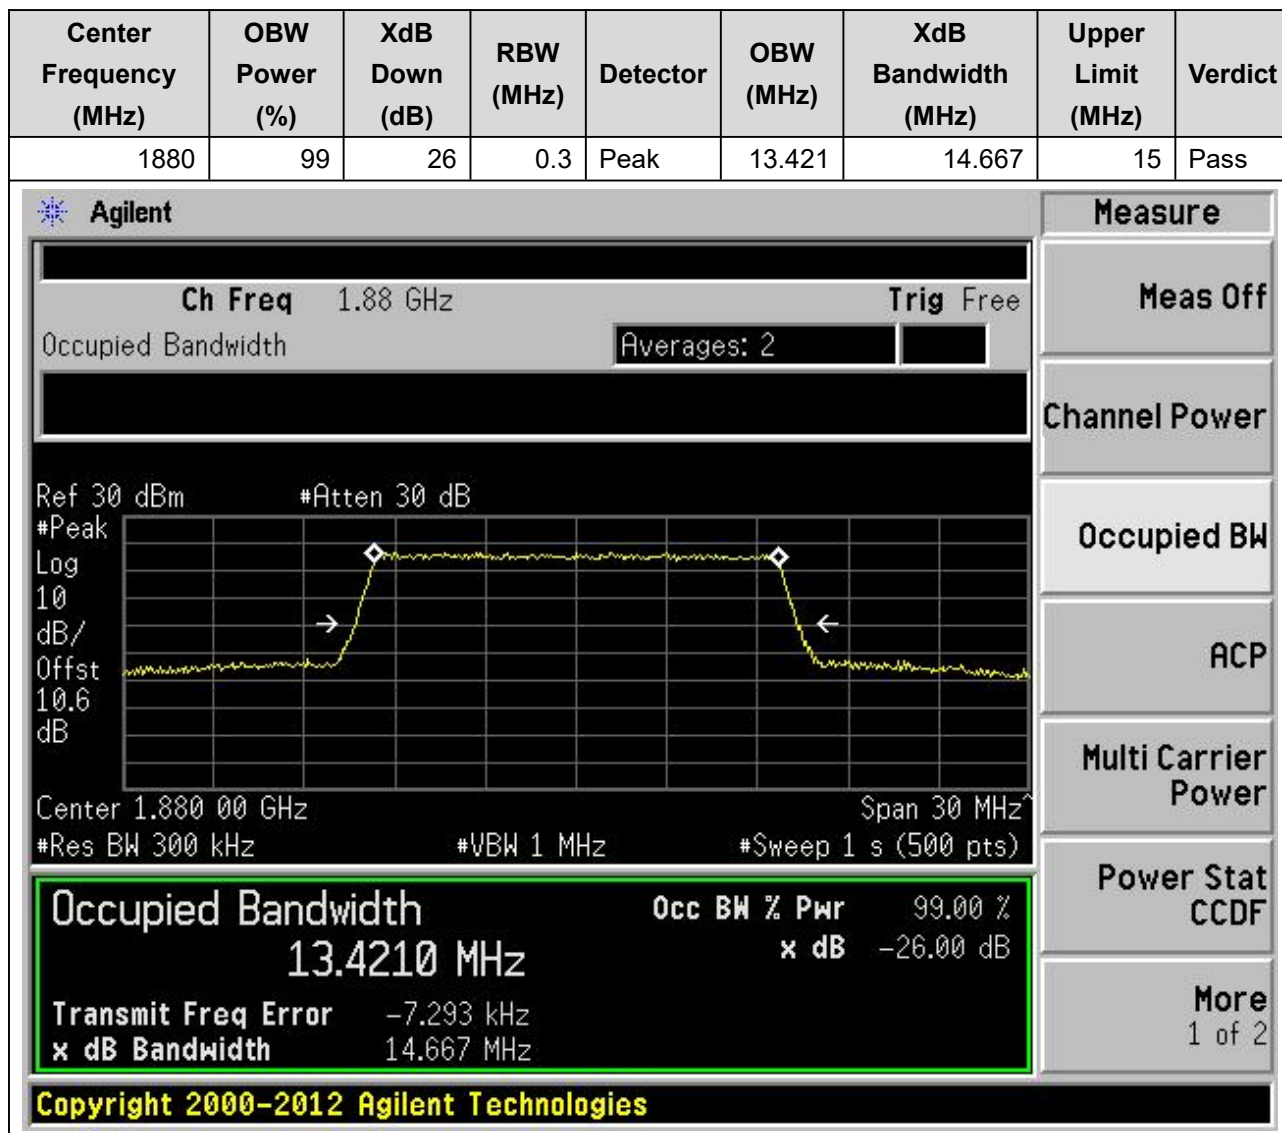 Center Frequency (MHz) OBW Power (%) XdB Down (dB) RBW (MHz) Detector OBW (MHz) XdB Bandwidth (MHz) Upper Limit (MHz) Verdict
1880 99 26 0.3 Peak 13.421 14.667 15 Pass
Agilent
Measure
Ch Freq 1.88 GHz Trig Free
Meas Off
Occupied Bandwidth Averages: 2
Channel Power
Ref 30 dBm #Atten 30 dB
#Peak
Log
10
dB/
Offst
10.6
dB
Occupied BW
ACP
Multi Carrier
Power
Center 1.880 00 GHz Span 30 MHz^
#Res BW 300 kHz #VBW 1 MHz #Sweep 1 s (500 pts)
Power Stat
CCDF
Occupied Bandwidth Occ BW % Pwr 99.00 %
13.4210 MHz x dB -26.00 dB
Transmit Freq Error -7.293 kHz
x dB Bandwidth 14.667 MHz
More
1 of 2
Copyright 2000-2012 Agilent Technologies